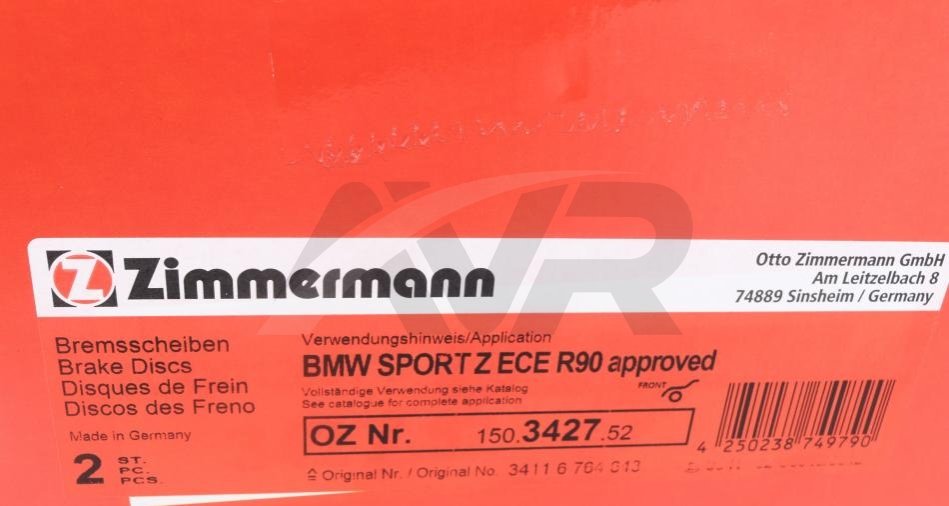 AVR
Z Zimmermann
Otto Zimmermann GmbH
Am Leitzelbach 8
74889 Sinsheim / Germany
Bremsscheiben
Brake Discs
Disques de Frein
Discos des Freno
Made in Germany
2 ST.
PC.
PCS.
Verwendungshinweis/Application
BMW SPORT Z ECE R90 approved
Vollständige Verwendung siehe Katalog
See catalogue for complete application
FRONT
OZ Nr. 150.3427.52
Original Nr. / Original No. 3411 6 764 643
4 250238 749790